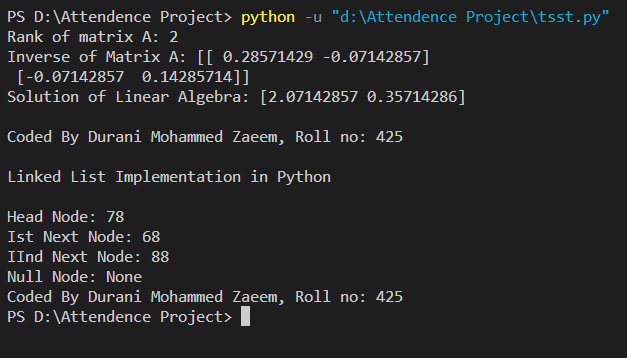 PS D:\Attendence Project> python -u "d:\Attendence Project\tsst.py"
Rank of matrix A: 2
Inverse of Matrix A: [[ 0.28571429 -0.07142857]
 [-0.07142857  0.14285714]]
Solution of Linear Algebra: [2.07142857 0.35714286]
Coded By Durani Mohammed Zaeem, Roll no: 425
Linked List Implementation in Python
Head Node: 78
Ist Next Node: 68
IInd Next Node: 88
Null Node: None
Coded By Durani Mohammed Zaeem, Roll no: 425
PS D:\Attendence Project>